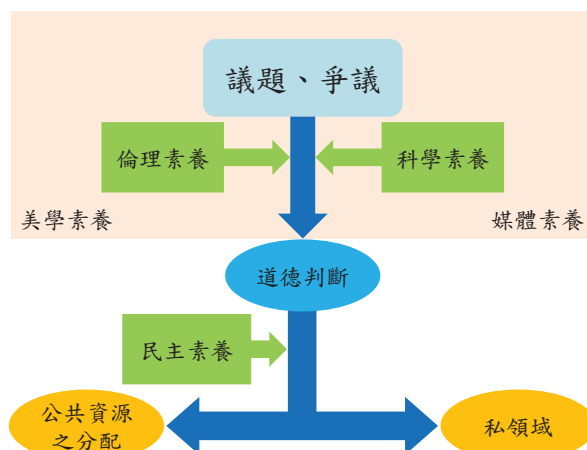 議題、爭議
倫理素養
科學素養
美學素養
媒體素養
道德判斷
民主素養
公共資源
之分配
私領域